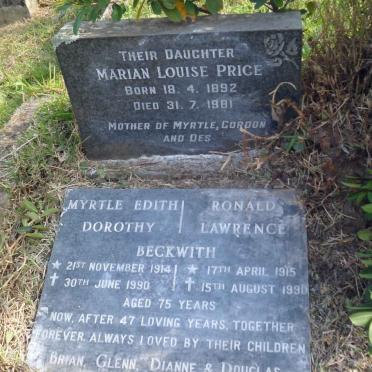 THEIR DAUGHTER
MARIAN LOUISE PRICE
BORN 18. 4. 1892
DIED 31. 7. 1981
MOTHER OF MYRTLE, GORDON
AND DES
MYRTLE EDITH RONALD
DOROTHY LAWRENCE
BECKWITH
21ST NOVEMBER 1914 17TH APRIL 1915
30TH JUNE 1990 15TH AUGUST 1990
AGED 75 YEARS
NOW, AFTER 47 LOVING YEARS, TOGETHER
FOREVER. ALWAYS LOVED BY THEIR CHILDREN
BRIAN, GLENN, DIANNE & DOUGLAS